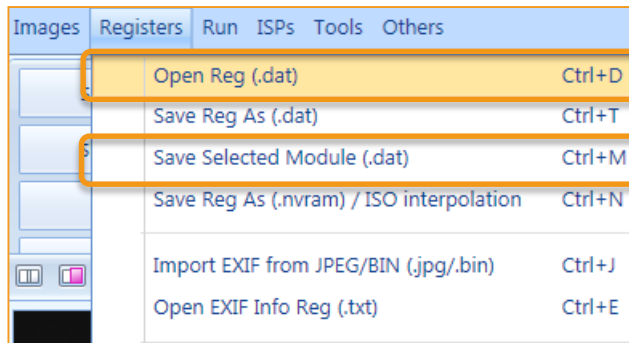 Images Registers Run ISPs Tools Others
Open Reg (.dat) Ctrl+D
Save Reg As (.dat) Ctrl+T
Save Selected Module (.dat) Ctrl+M
Save Reg As (.nvram) / ISO interpolation Ctrl+N
Import EXIF from JPEG/BIN (.jpg/.bin) Ctrl+J
Open EXIF Info Reg (.txt) Ctrl+E